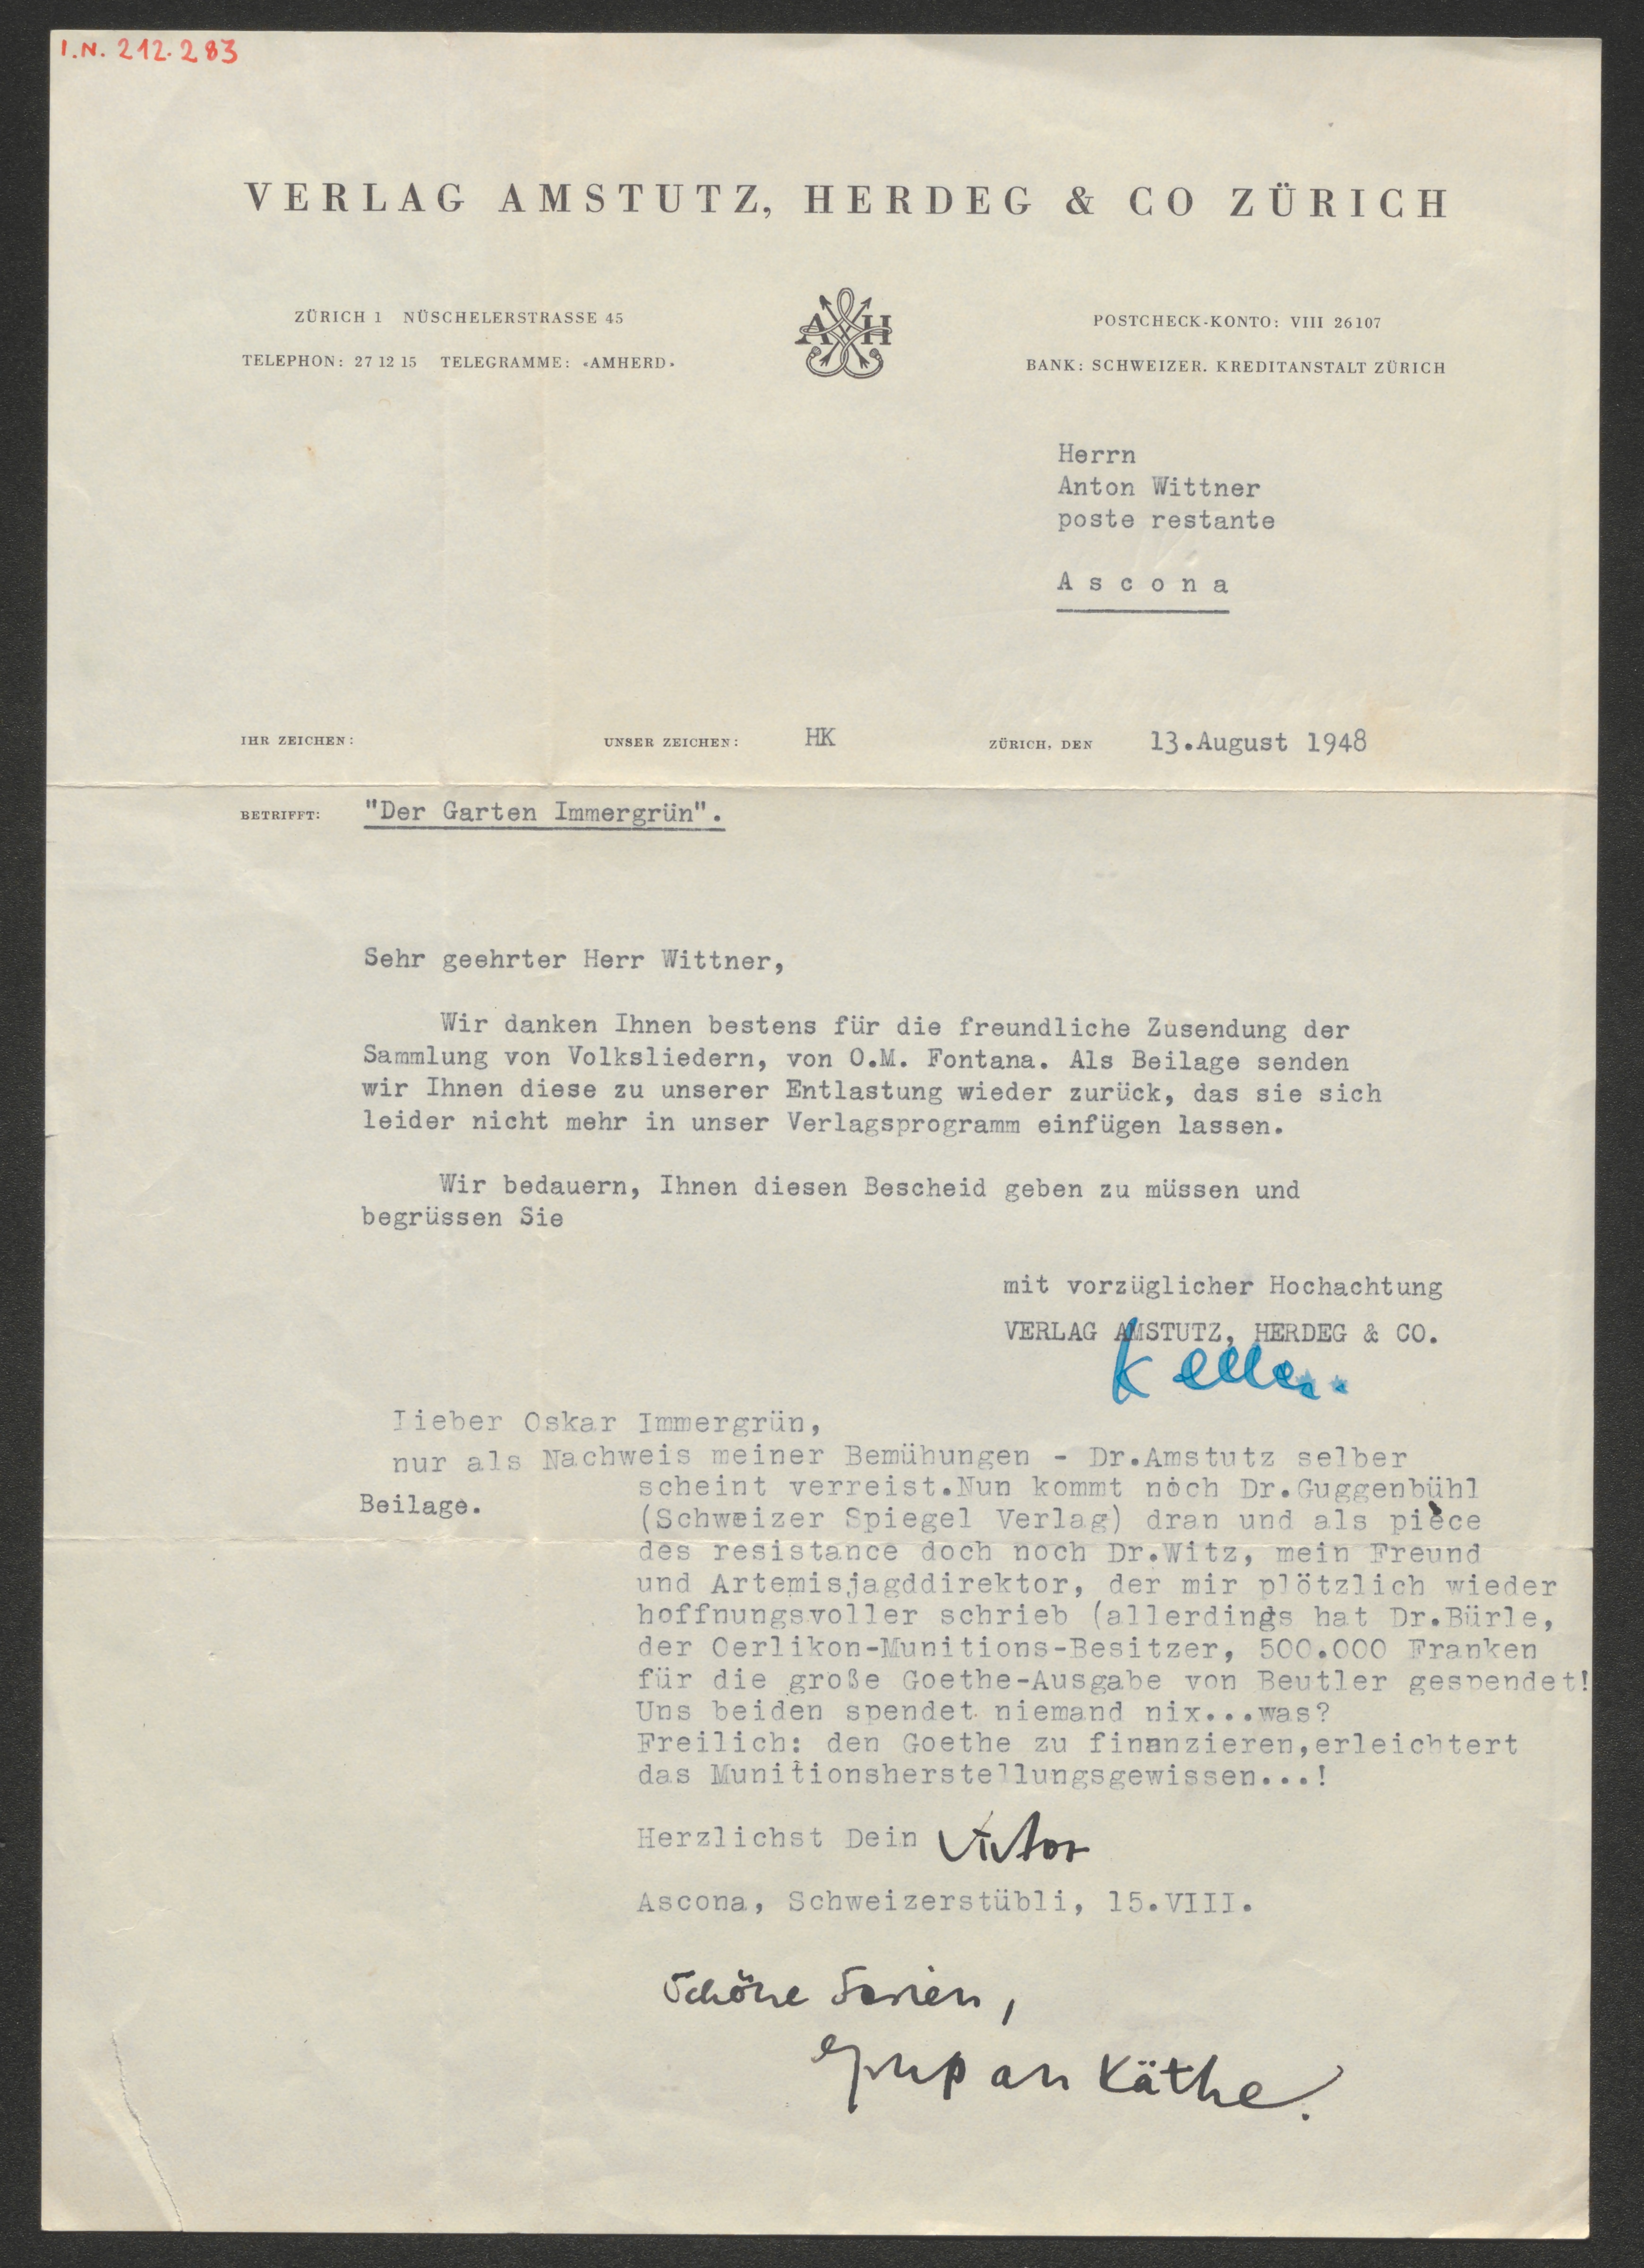 I.N. 212.283
VERLAG AMSTUTZ, HERDEG & CO ZÜRICH
ZÜRICH 1 NÜSCHELERSTRASSE 45
TELEPHON: 27 12 15 TELEGRAMME: «AMHERD»
A H
POSTCHECK-KONTO: VIII 26107
BANK: SCHWEIZER. KREDITANSTALT ZÜRICH
Herrn
Anton Wittner
poste restante
Ascona
IHR ZEICHEN: UNSER ZEICHEN: HK ZÜRICH, DEN 13.August 1948
BETRIFFT: "Der Garten Immergrün".
Sehr geehrter Herr Wittner,
Wir danken Ihnen bestens für die freundliche Zusendung der
Sammlung von Volksliedern, von O.M. Fontana. Als Beilage senden
wir Ihnen diese zu unserer Entlastung wieder zurück, das sie sich
leider nicht mehr in unser Verlagsprogramm einfügen lassen.
Wir bedauern, Ihnen diesen Bescheid geben zu müssen und
begrüssen Sie
mit vorzüglicher Hochachtung
VERLAG AMSTUTZ, HERDEG & CO.
Keller.
Lieber Oskar Immergrün,
nur als Nachweis meiner Bemühungen - Dr.Amstutz selber
scheint verreist.Nun kommt noch Dr.Guggenbühl
Beilage.
(Schweizer Spiegel Verlag) dran und als pièce
des resistance doch noch Dr.Witz, mein Freund
und Artemisjagddirektor, der mir plötzlich wieder
hoffnungsvoller schrieb (allerdings hat Dr.Bürle,
der Oerlikon-Munitions-Besitzer, 500.000 Franken
für die große Goethe-Ausgabe von Beutler gespendet!
Uns beiden spendet niemand nix...was?
Freilich: den Goethe zu finanzieren,erleichtert
das Munitionsherstellungsgewissen...!
Herzlichst Dein Victor
Ascona, Schweizerstübli, 15.VIII.
Schöne Ferien,
Gruß an Käthe.